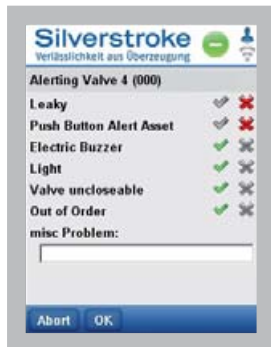 Silverstroke
Verlässlichkeit aus Überzeugung
Alerting Valve 4 (000)
Leaky
Push Button Alert Asset
Electric Buzzer
Light
Valve uncloseable
Out of Order
misc Problem:
Abort OK